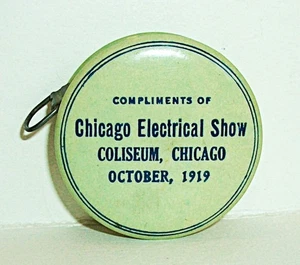 COMPLIMENTS OF
Chicago Electrical Show
COLISEUM, CHICAGO
OCTOBER, 1919